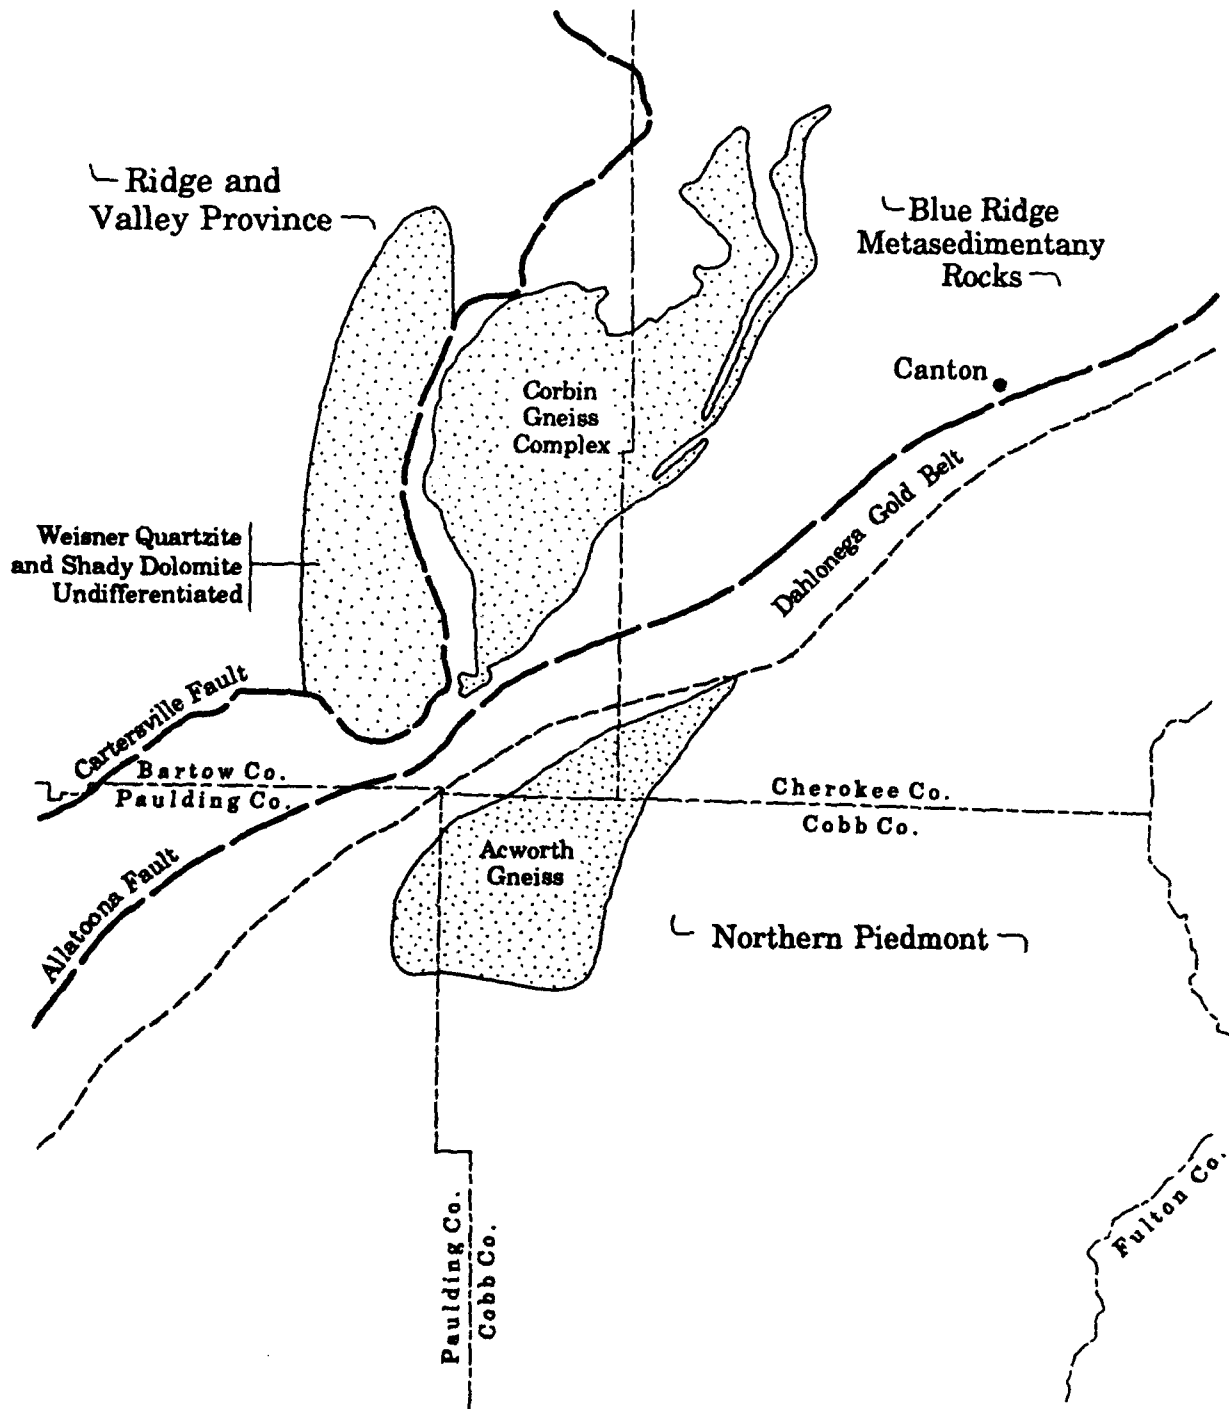 Ridge and
Valley Province
Blue Ridge
Metasedimentany
Rocks
Canton
Corbin
Gneiss
Complex
Dahlonega Gold Belt
Weisner Quartzite
and Shady Dolomite
Undifferentiated
Cartersville Fault
Bartow Co.
Paulding Co.
Cherokee Co.
Cobb Co.
Allatoona Fault
Acworth
Gneiss
Northern Piedmont
Paulding Co.
Cobb Co.
Fulton Co.